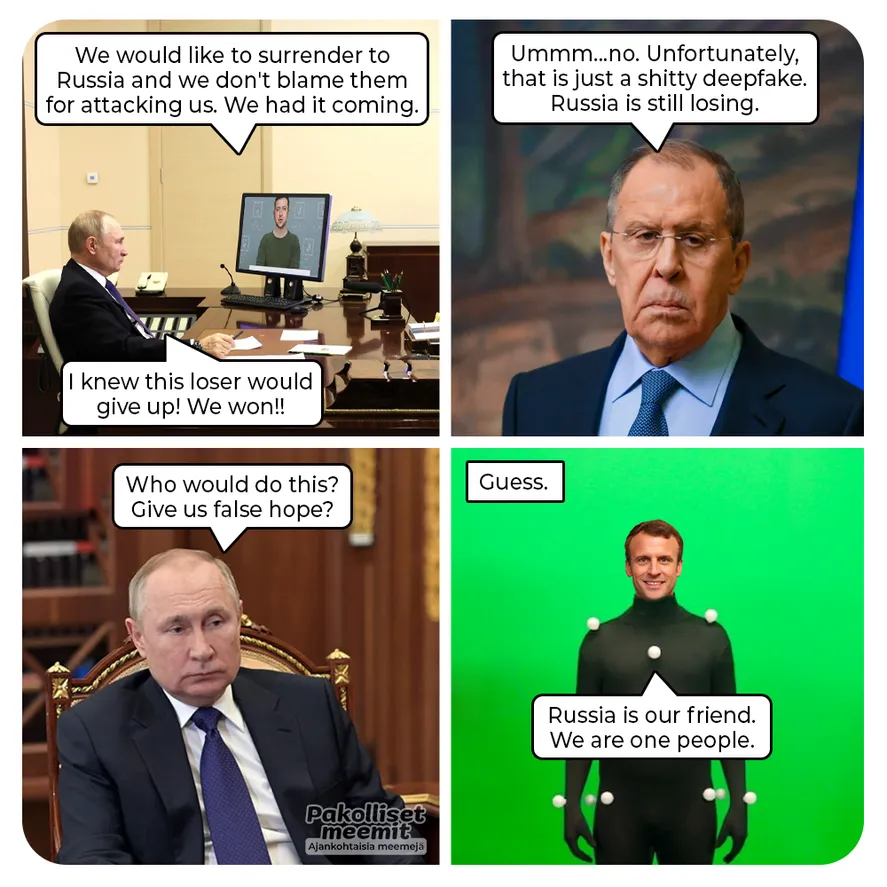 We would like to surrender to
Russia and we don't blame them
for attacking us. We had it coming.
I knew this loser would
give up! We won!!
Ummm...no. Unfortunately,
that is just a shitty deepfake.
Russia is still losing.
Who would do this?
Give us false hope?
Guess.
Russia is our friend.
We are one people.
Pakolliset
meemit
Ajankohtaisia meemejä